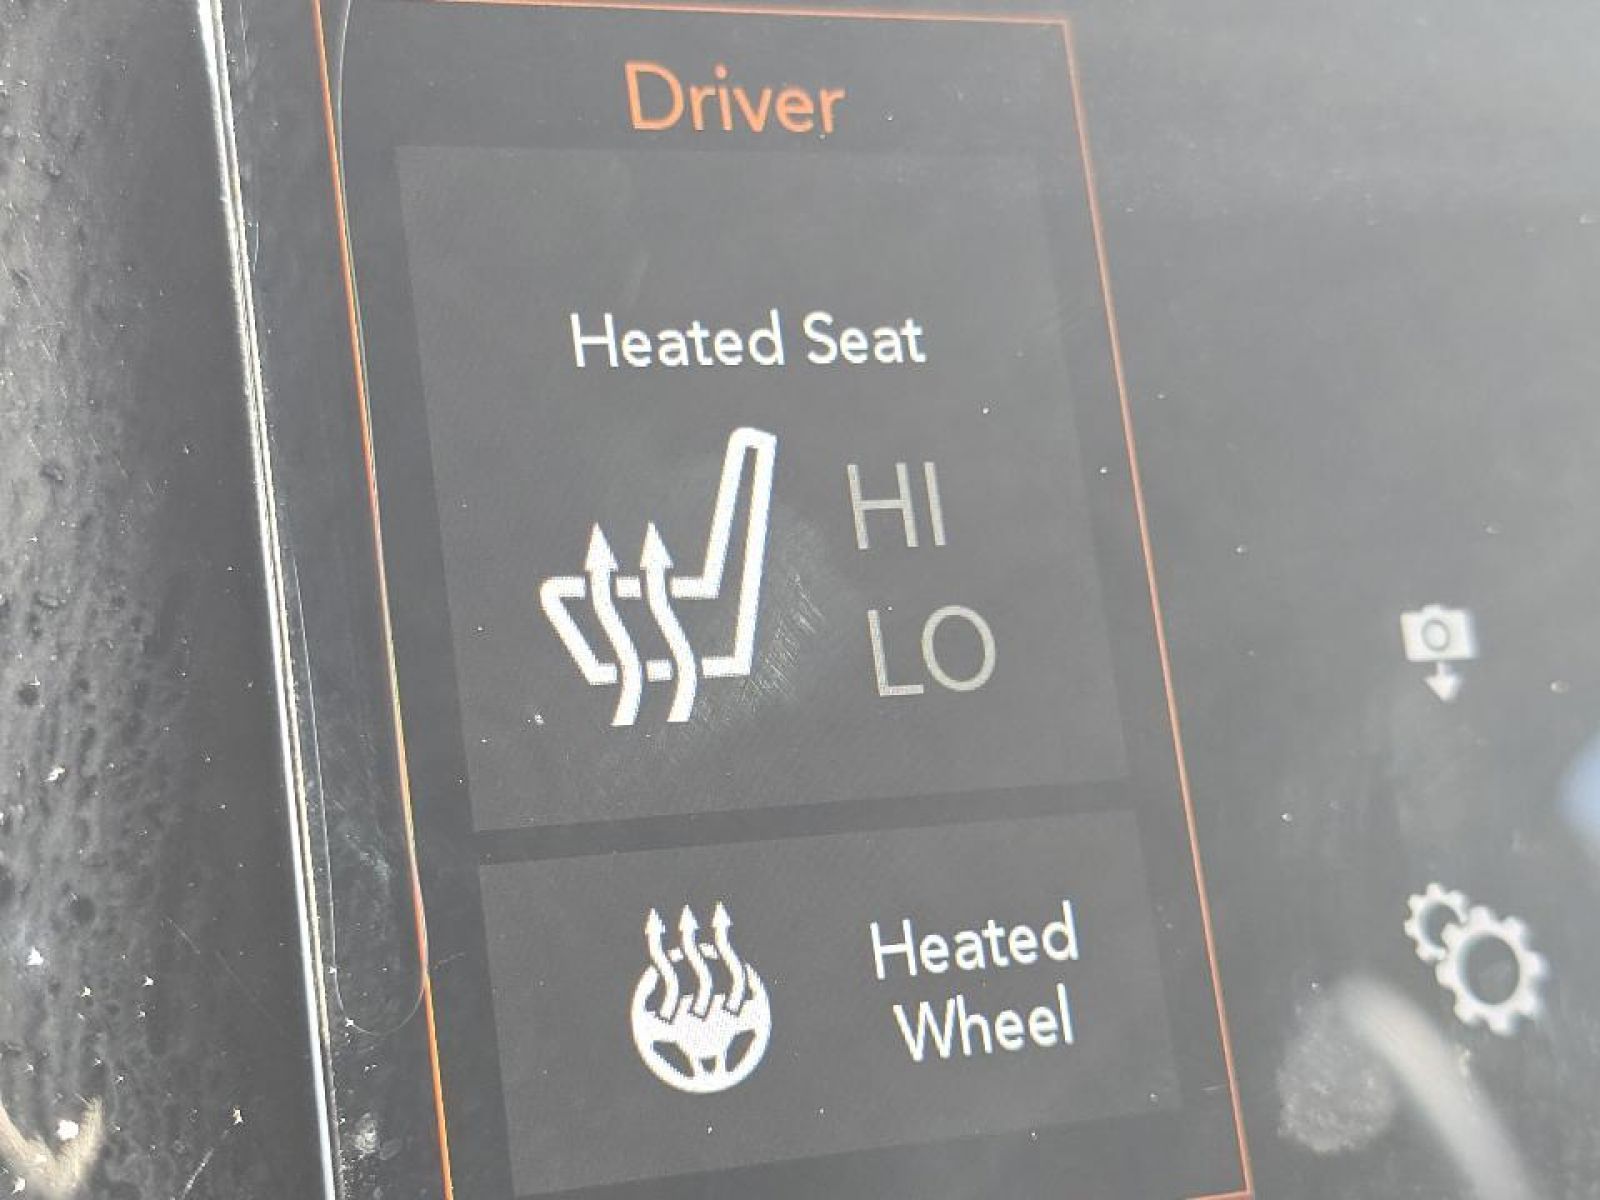 Driver
Heated Seat
HI
LO
Heated
Wheel